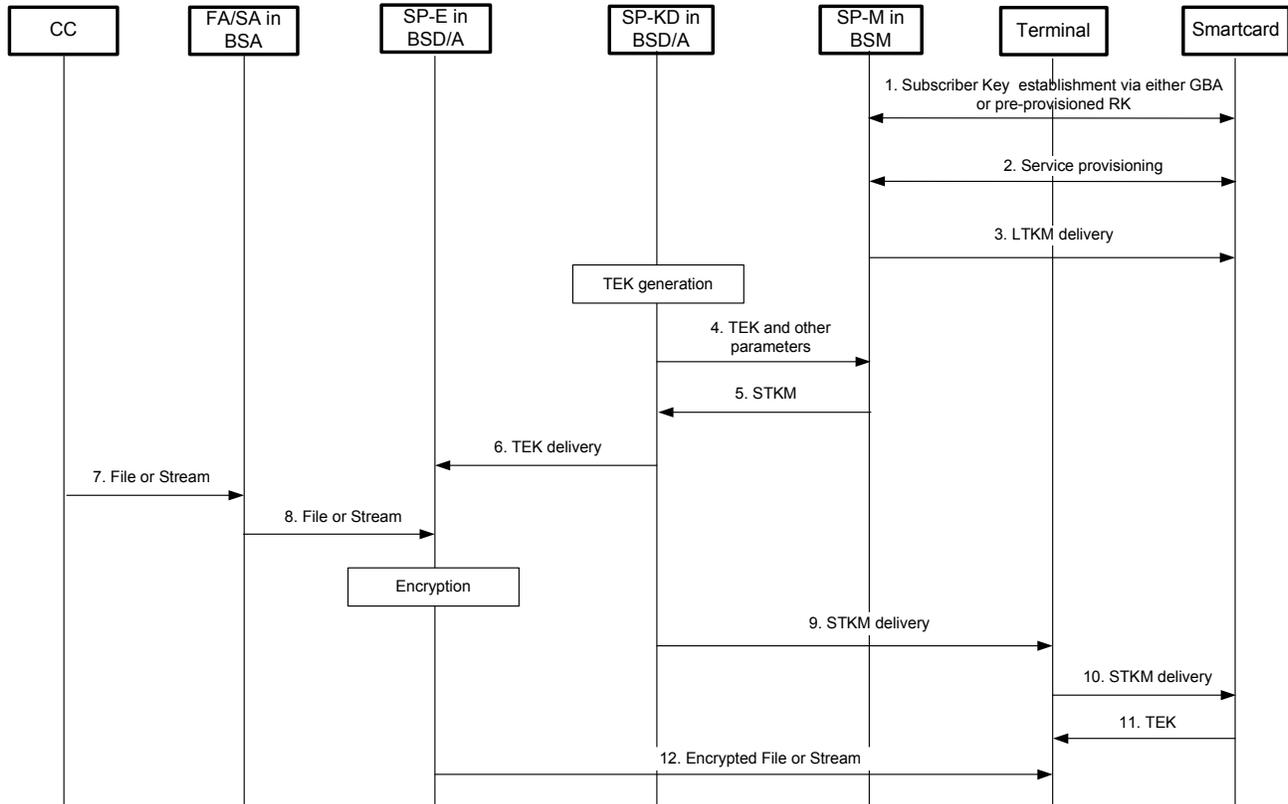 CC
FA/SA in
BSA
SP-E in
BSD/A
SP-KD in
BSD/A
SP-M in
BSM
Terminal
Smartcard
1. Subscriber Key establishment via either GBA
or pre-provisioned RK
2. Service provisioning
3. LTKM delivery
TEK generation
4. TEK and other
parameters
5. STKM
6. TEK delivery
7. File or Stream
8. File or Stream
Encryption
9. STKM delivery
10. STKM delivery
11. TEK
12. Encrypted File or Stream